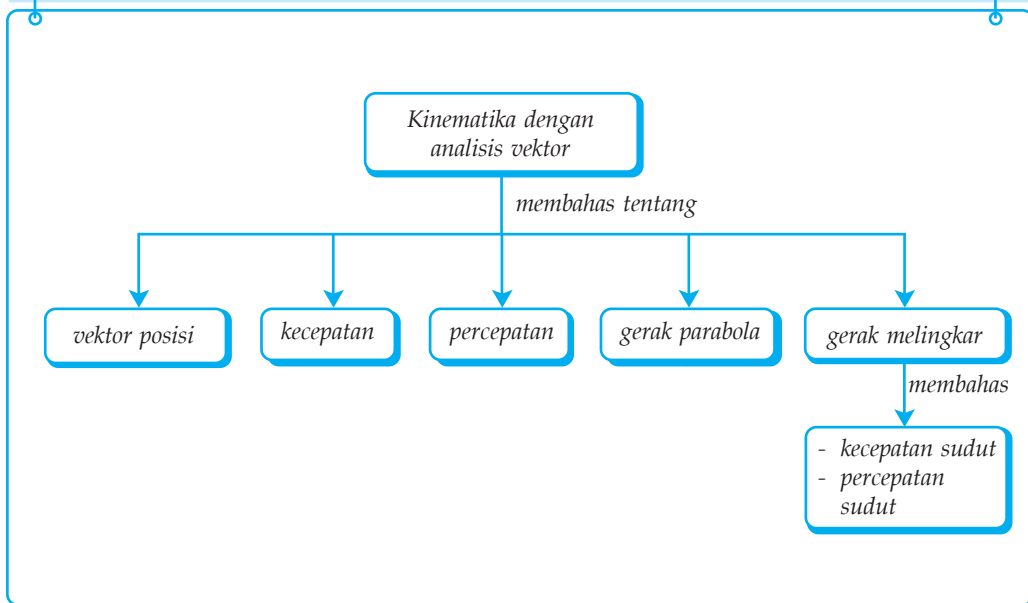 Kinematika dengan
analisis vektor
membahas tentang
vektor posisi
kecepatan
percepatan
gerak parabola
gerak melingkar
membahas
- kecepatan sudut
- percepatan
sudut